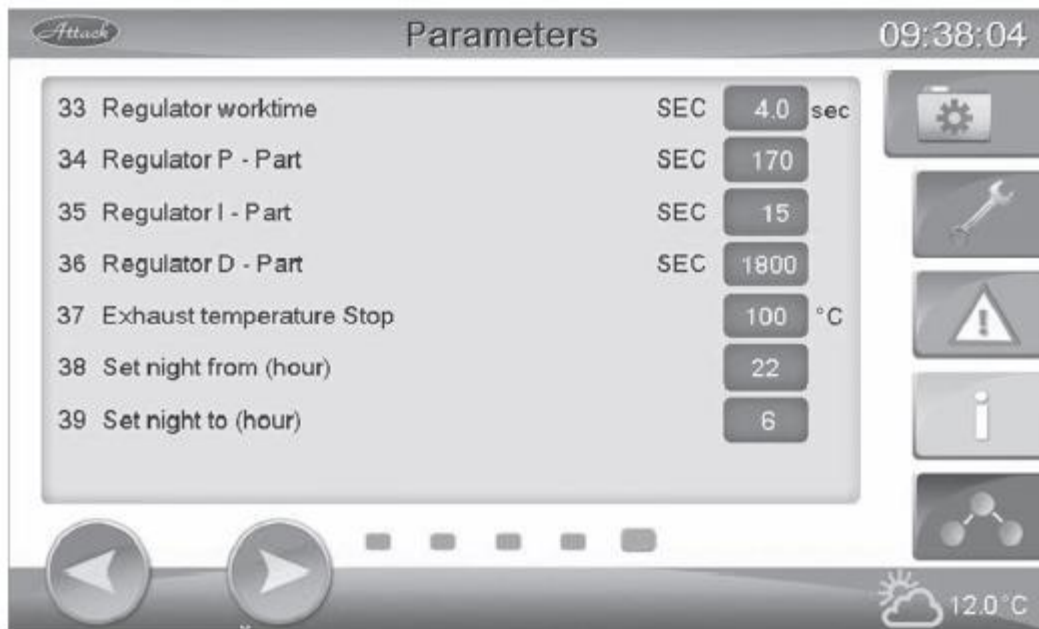 Attack Parameters 09:38:04
33 Regulator worktime SEC 4.0 sec
34 Regulator P - Part SEC 170
35 Regulator I - Part SEC 15
36 Regulator D - Part SEC 1800
37 Exhaust temperature Stop 100 °C
38 Set night from (hour) 22
39 Set night to (hour) 6
12.0°C